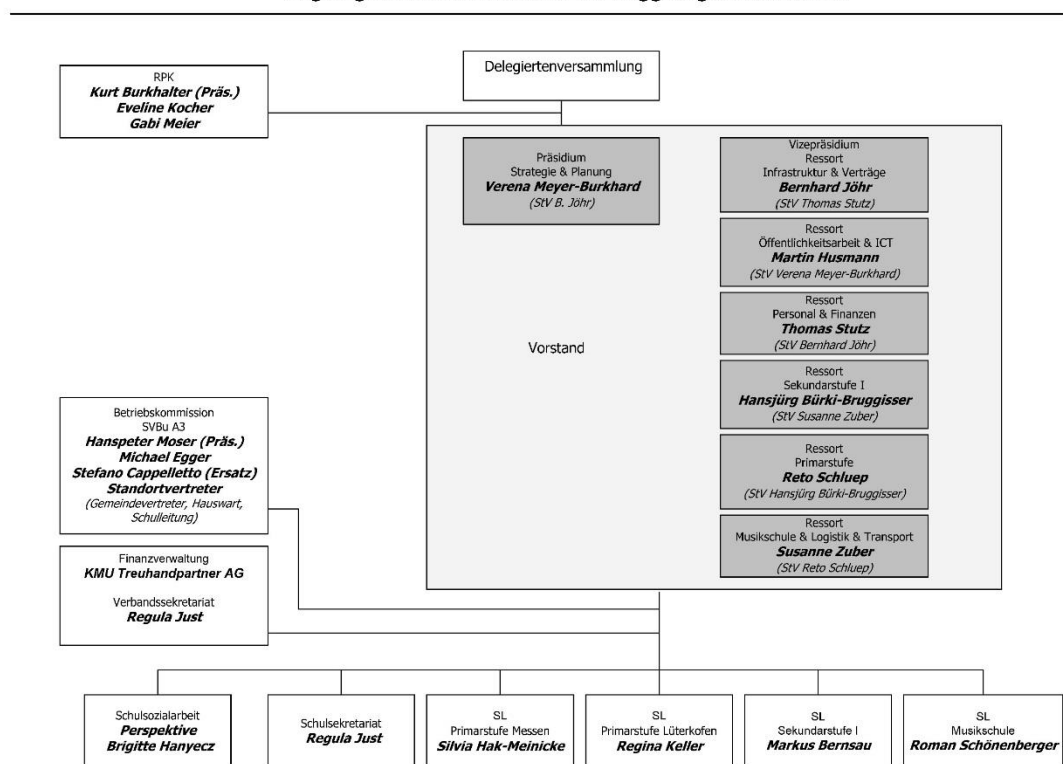 Delegiertenversammlung
RPK
Kurt Burkhalter (Präs.)
Eveline Kocher
Gabi Meier
Präsidium
Strategie & Planung
Verena Meyer-Burkhard
(StV B. Jöhr)
Vizepräsidium
Ressort
Infrastruktur & Verträge
Bernhard Jöhr
(StV Thomas Stutz)
Ressort
Öffentlichkeitsarbeit & ICT
Martin Husmann
(StV Verena Meyer-Burkhard)
Ressort
Personal & Finanzen
Thomas Stutz
(StV Bernhard Jöhr)
Vorstand
Ressort
Sekundarstufe I
Hansjürg Bürki-Bruggisser
(StV Susanne Zuber)
Ressort
Primarstufe
Reto Schluep
(StV Hansjürg Bürki-Bruggisser)
Ressort
Musikschule & Logistik & Transport
Susanne Zuber
(StV Reto Schluep)
Betriebskommission
SVBu A3
Hanspeter Moser (Präs.)
Michael Egger
Stefano Cappelletto (Ersatz)
Standortvertreter
(Gemeindevertreter, Hauswart,
Schulleitung)
Finanzverwaltung
KMU Treuhandpartner AG
Verbandssekretariat
Regula Just
Schulsozialarbeit
Perspektive
Brigitte Hanyecz
Schulsekretariat
Regula Just
SL
Primarstufe Messen
Silvia Hak-Meinicke
SL
Primarstufe Lüterkofen
Regina Keller
SL
Sekundarstufe I
Markus Bernsau
SL
Musikschule
Roman Schönenberger